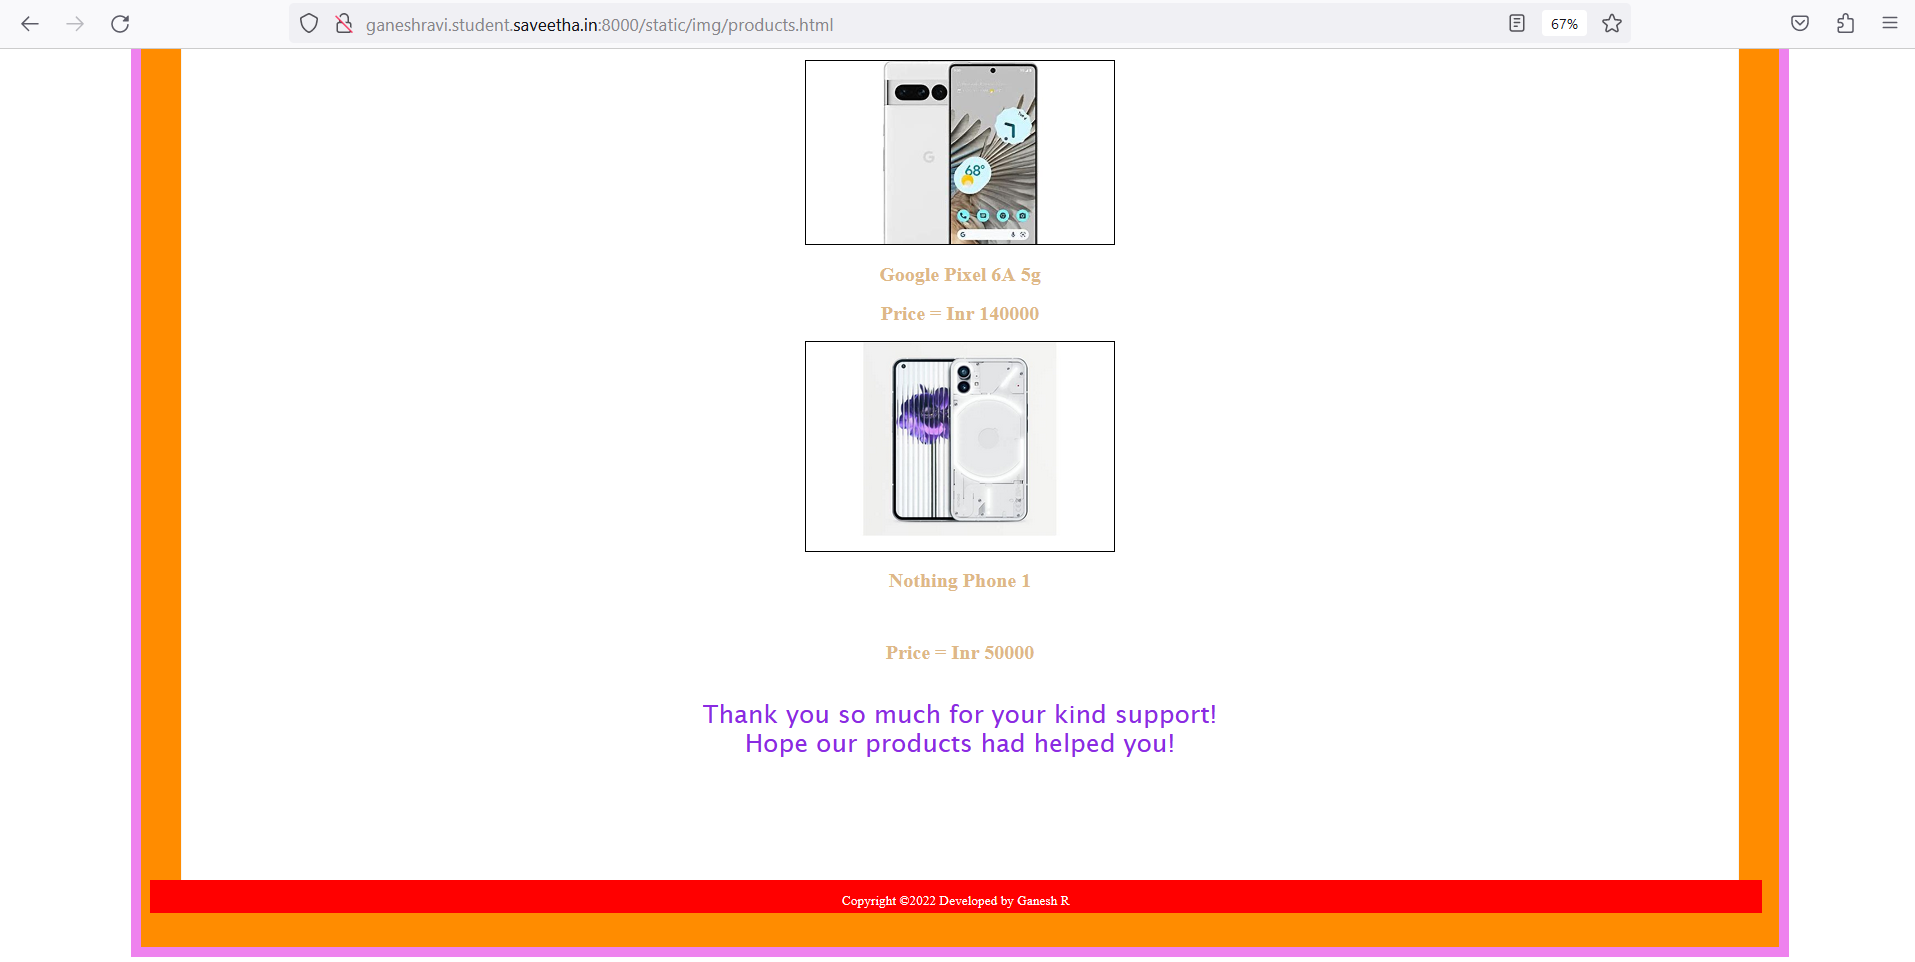 ganeshravi.student.saveetha.in:8000/static/img/products.html
67%
68°
Google Pixel 6A 5g
Price = Inr 140000
Nothing Phone 1
Price = Inr 50000
Thank you so much for your kind support!
Hope our products had helped you!
Copyright ©2022 Developed by Ganesh R